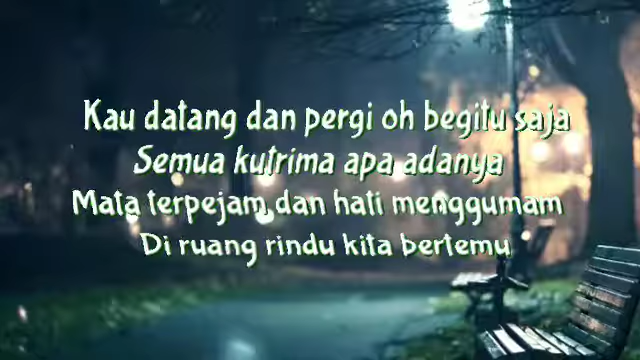 Kau datang dan pergi oh begitu saja
Semua kutrima apa adanya
Mata terpejam dan hati menggumam
Di ruang rindu kita bertemu